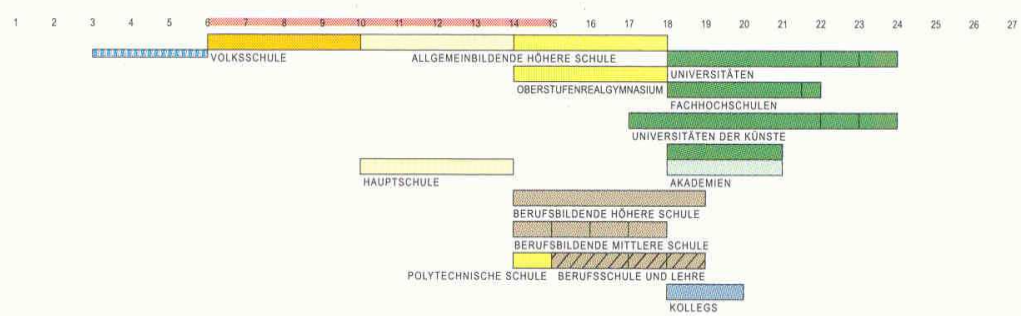 1 2 3 4 5 6 7 8 9 10 11 12 13 14 15 16 17 18 19 20 21 22 23 24 25 26 27
VOLKSSCHULE ALLGEMEINBILDENDE HÖHERE SCHULE
UNIVERSITÄTEN
OBERSTUFENREALGYMNASIUM
FACHHOCHSCHULEN
UNIVERSITÄTEN DER KÜNSTE
HAUPTSCHULE AKADEMIEN
BERUFSBILDENDE HÖHERE SCHULE
BERUFSBILDENDE MITTLERE SCHULE
POLYTECHNISCHE SCHULE BERUFSSCHULE UND LEHRE
KOLLEGS